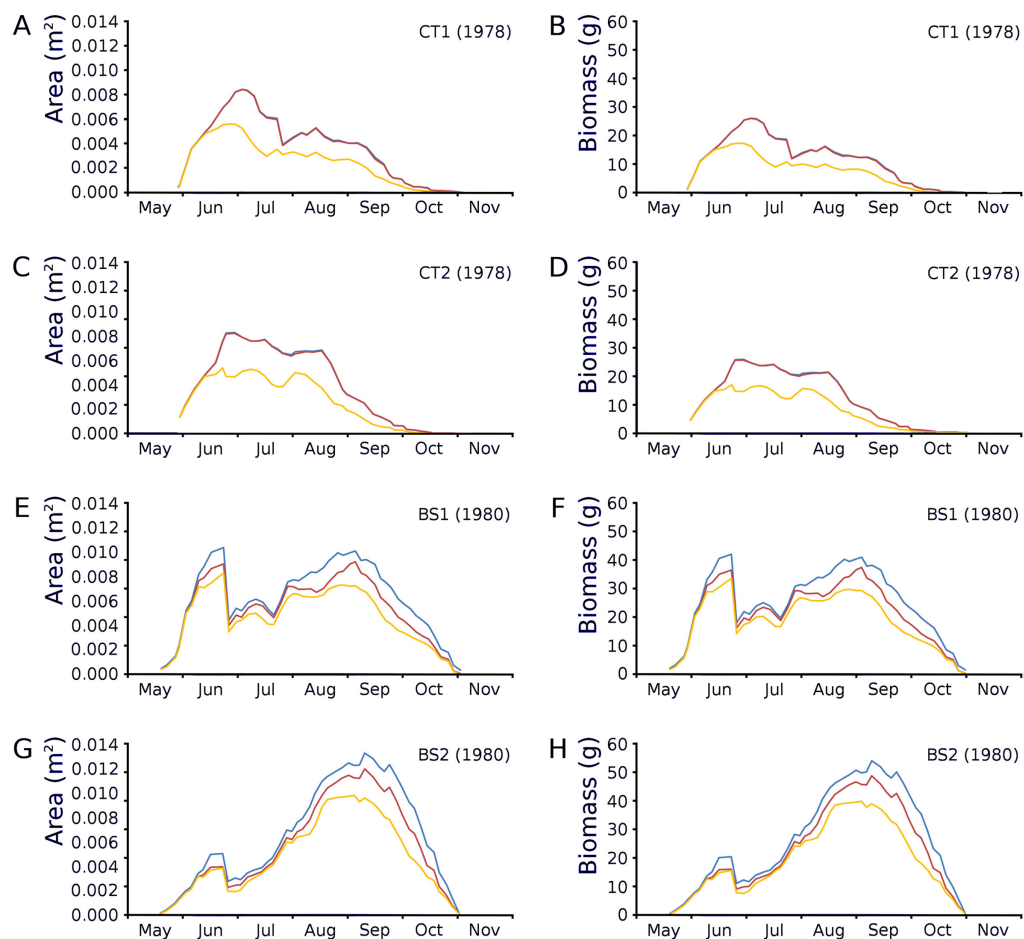 A
Area (m²)
0.014
0.012
0.010
0.008
0.006
0.004
0.002
0.000
CT1 (1978)
May Jun Jul Aug Sep Oct Nov
B
Biomass (g)
60
50
40
30
20
10
0
CT1 (1978)
May Jun Jul Aug Sep Oct Nov
C
Area (m²)
0.014
0.012
0.010
0.008
0.006
0.004
0.002
0.000
CT2 (1978)
May Jun Jul Aug Sep Oct Nov
D
Biomass (g)
60
50
40
30
20
10
0
CT2 (1978)
May Jun Jul Aug Sep Oct Nov
E
Area (m²)
0.014
0.012
0.010
0.008
0.006
0.004
0.002
0.000
BS1 (1980)
May Jun Jul Aug Sep Oct Nov
F
Biomass (g)
60
50
40
30
20
10
0
BS1 (1980)
May Jun Jul Aug Sep Oct Nov
G
Area (m²)
0.014
0.012
0.010
0.008
0.006
0.004
0.002
0.000
BS2 (1980)
May Jun Jul Aug Sep Oct Nov
H
Biomass (g)
60
50
40
30
20
10
0
BS2 (1980)
May Jun Jul Aug Sep Oct Nov